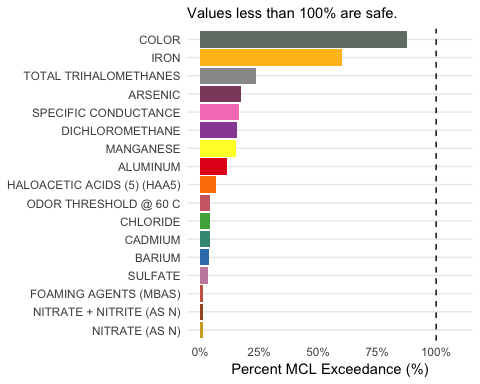 Values less than 100% are safe.
COLOR
IRON
TOTAL TRIHALOMETHANES
ARSENIC
SPECIFIC CONDUCTANCE
DICHLOROMETHANE
MANGANESE
ALUMINUM
HALOACETIC ACIDS (5) (HAA5)
ODOR THRESHOLD @ 60 C
CHLORIDE
CADMIUM
BARIUM
SULFATE
FOAMING AGENTS (MBAS)
NITRATE + NITRITE (AS N)
NITRATE (AS N)
0% 25% 50% 75% 100%
Percent MCL Exceedance (%)